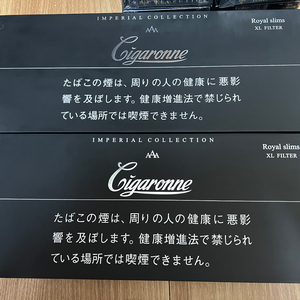 IMPERIAL COLLECTION
Royal slims
XL FILTER
Cigaronne
たばこの煙は、周りの人の健康に悪影
響を及ぼします。健康増進法で禁じられ
ている場所では喫煙できません。
IMPERIAL COLLECTION
Royal slims
XL FILTER
Cigaronne
たばこの煙は、周りの人の健康に悪影
響を及ぼします。健康増進法で禁じられ
ている場所では喫煙できません。